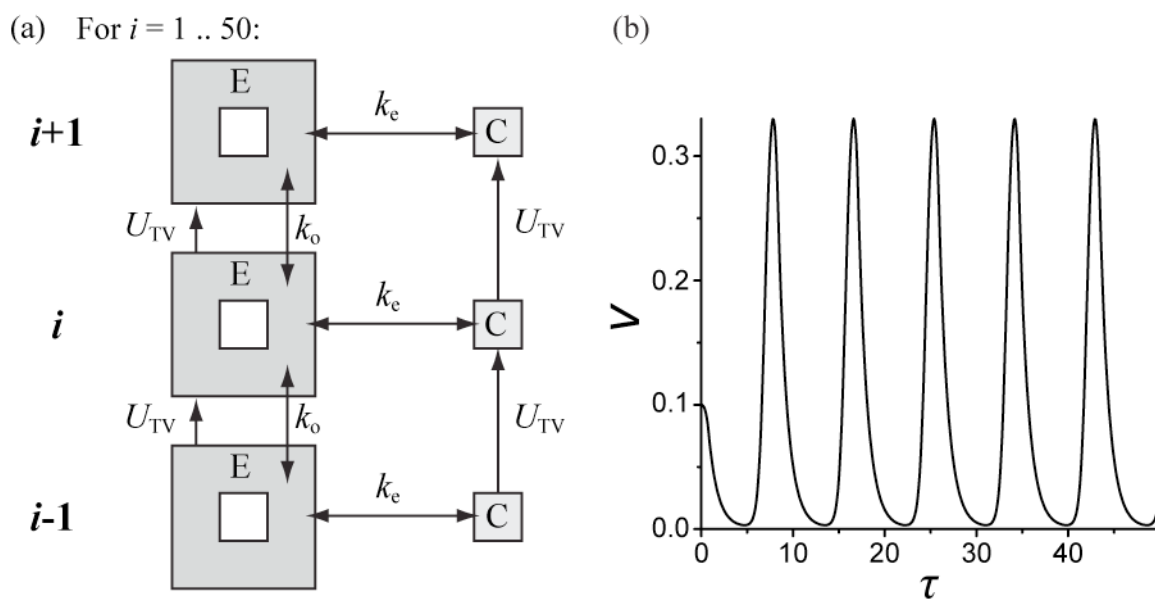 (a) For i = 1 .. 50:
E
k_e
C
i+1
U_TV
k_o
U_TV
E
k_e
C
i
U_TV
k_o
U_TV
E
k_e
C
i-1
(b)
0.3
0.2
0.1
0.0
V
0 10 20 30 40
τ